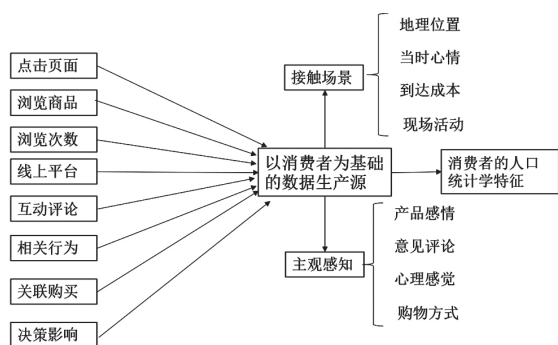 点击页面
浏览商品
浏览次数
线上平台
互动评论
相关行为
关联购买
决策影响
接触场景
地理位置
当时心情
到达成本
现场活动
以消费者为基础
的数据生产源
消费者的人口
统计学特征
主观感知
产品感情
意见评论
心理感觉
购物方式